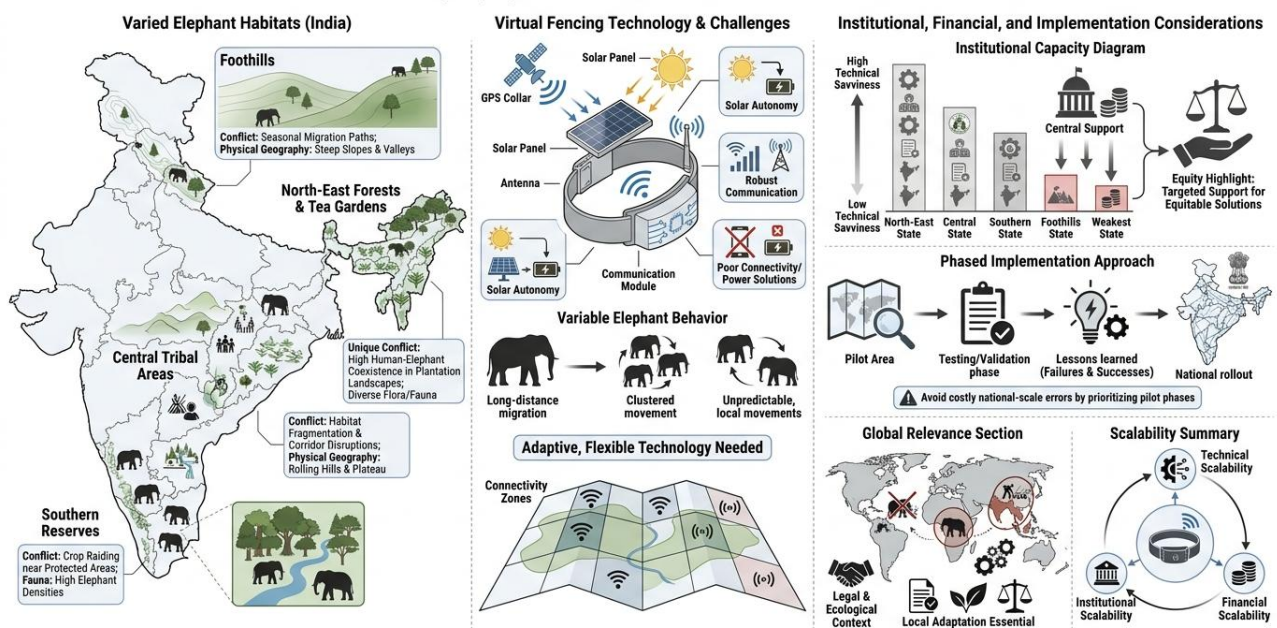 Varied Elephant Habitats (India)
Foothills
Conflict: Seasonal Migration Paths;
Physical Geography: Steep Slopes & Valleys
North-East Forests
& Tea Gardens
Unique Conflict:
High Human-Elephant
Coexistence in Plantation
Landscapes;
Diverse Flora/Fauna
Central Tribal
Areas
Conflict: Habitat
Fragmentation &
Corridor Disruptions;
Physical Geography:
Rolling Hills & Plateau
Southern
Reserves
Conflict: Crop Raiding
near Protected Areas;
Fauna: High Elephant
Densities
Virtual Fencing Technology & Challenges
Solar Panel
GPS Collar
Solar Autonomy
Solar Panel
Antenna
Robust
Communication
Solar Autonomy
Communication
Module
Poor Connectivity/
Power Solutions
Variable Elephant Behavior
Long-distance
migration
Clustered
movement
Unpredictable,
local movements
Adaptive, Flexible Technology Needed
Connectivity
Zones
Institutional, Financial, and Implementation Considerations
Institutional Capacity Diagram
High
Technical
Savviness
Low
Technical
Savviness
Central Support
Equity Highlight:
Targeted Support for
Equitable Solutions
North-East
State
Central
State
Southern
State
Foothills
State
Weakest
State
Phased Implementation Approach
Pilot Area
Testing/Validation
phase
Lessons learned
(Failures & Successes)
National rollout
Avoid costly national-scale errors by prioritizing pilot phases
Global Relevance Section
Legal &
Ecological
Context
Local Adaptation Essential
Scalability Summary
Technical
Scalability
Institutional
Scalability
Financial
Scalability